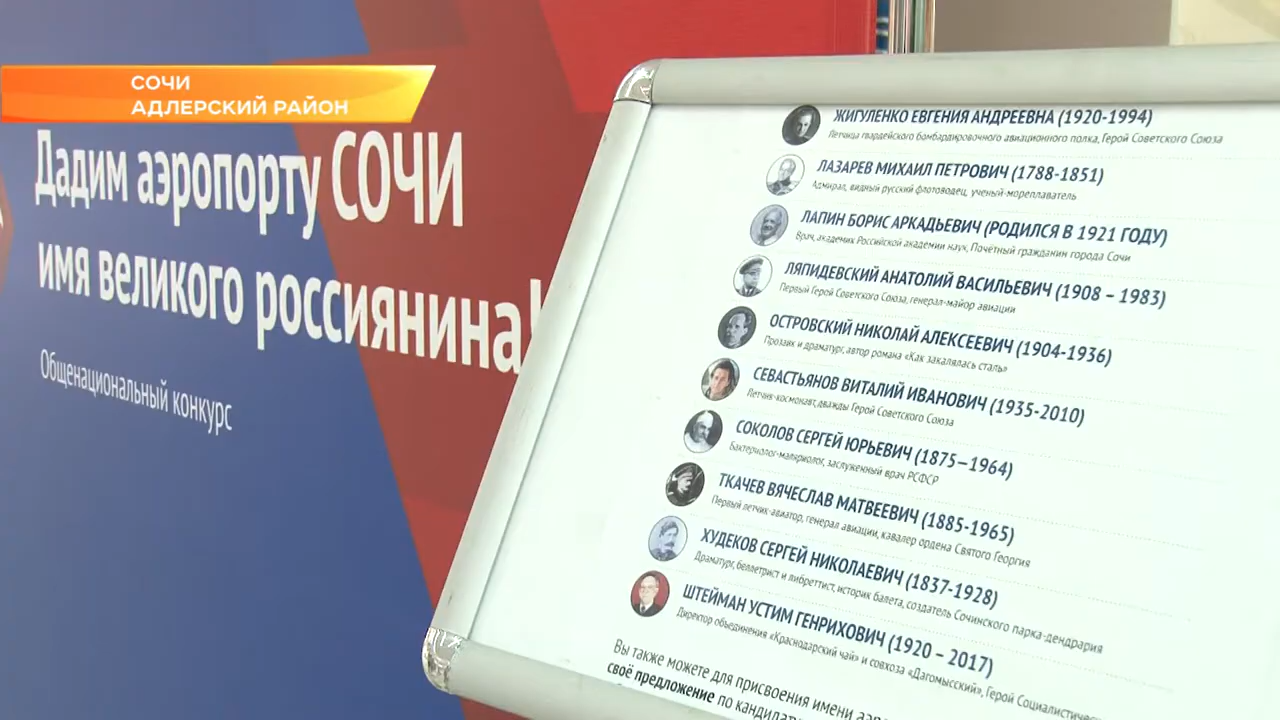 СОЧИ
АДЛЕРСКИЙ РАЙОН
Дадим аэропорту СОЧИ
имя великого россиянина!
Общенациональный конкурс
ЖИГУЛЕНКО ЕВГЕНИЯ АНДРЕЕВНА (1920-1994)
Летчица гвардейского бомбардировочного авиационного полка, Герой Советского Союза
ЛАЗАРЕВ МИХАИЛ ПЕТРОВИЧ (1788-1851)
Адмирал, видный русский флотоводец, ученый-мореплаватель
ЛАПИН БОРИС АРКАДЬЕВИЧ (РОДИЛСЯ В 1921 ГОДУ)
Врач, академик Российской академии наук, Почётный гражданин города Сочи
ЛЯПИДЕВСКИЙ АНАТОЛИЙ ВАСИЛЬЕВИЧ (1908 – 1983)
Первый Герой Советского Союза, генерал-майор авиации
ОСТРОВСКИЙ НИКОЛАЙ АЛЕКСЕЕВИЧ (1904-1936)
Прозаик и драматург, автор романа «Как закалялась сталь»
СЕВАСТЬЯНОВ ВИТАЛИЙ ИВАНОВИЧ (1935-2010)
Летчик-космонавт, дважды Герой Советского Союза
СОКОЛОВ СЕРГЕЙ ЮРЬЕВИЧ (1875–1964)
Бактериолог-маляриолог, заслуженный врач РСФСР
ТКАЧЕВ ВЯЧЕСЛАВ МАТВЕЕВИЧ (1885-1965)
Первый летчик-авиатор, генерал авиации, кавалер ордена Святого Георгия
ХУДЕКОВ СЕРГЕЙ НИКОЛАЕВИЧ (1837-1928)
Драматург, беллетрист и либреттист, историк балета, создатель Сочинского парка-дендрария
ШТЕЙМАН УСТИМ ГЕНРИХОВИЧ (1920 – 2017)
Директор объединения «Краснодарский чай» и совхоза «Дагомысский», Герой Социалистичес
Вы также можете для присвоения имени аэро
своё предложение по кандидат